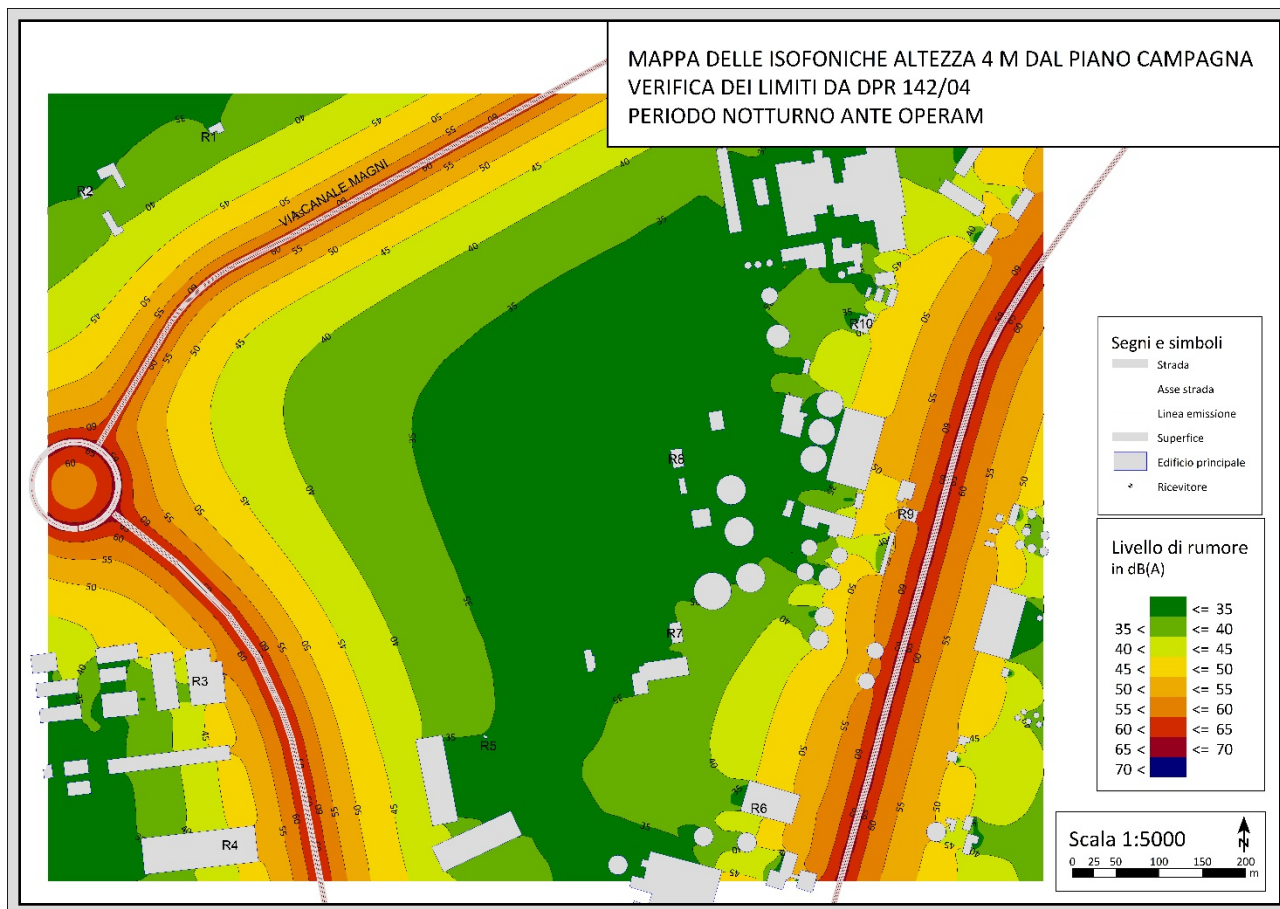 MAPPA DELLE ISOFONICHE ALTEZZA 4 M DAL PIANO CAMPAGNA
VERIFICA DEI LIMITI DA DPR 142/04
PERIODO NOTTURNO ANTE OPERAM
R1
R2
VIA CANALE MAGNI
R10
R8
R9
R7
R3
R5
R6
R4
Segni e simboli
Strada
Asse strada
Linea emissione
Superfice
Edificio principale
Ricevitore
Livello di rumore
in dB(A)
<= 35
35 < <= 40
40 < <= 45
45 < <= 50
50 < <= 55
55 < <= 60
60 < <= 65
65 < <= 70
70 <
Scala 1:5000
N
0 25 50 100 150 200
m